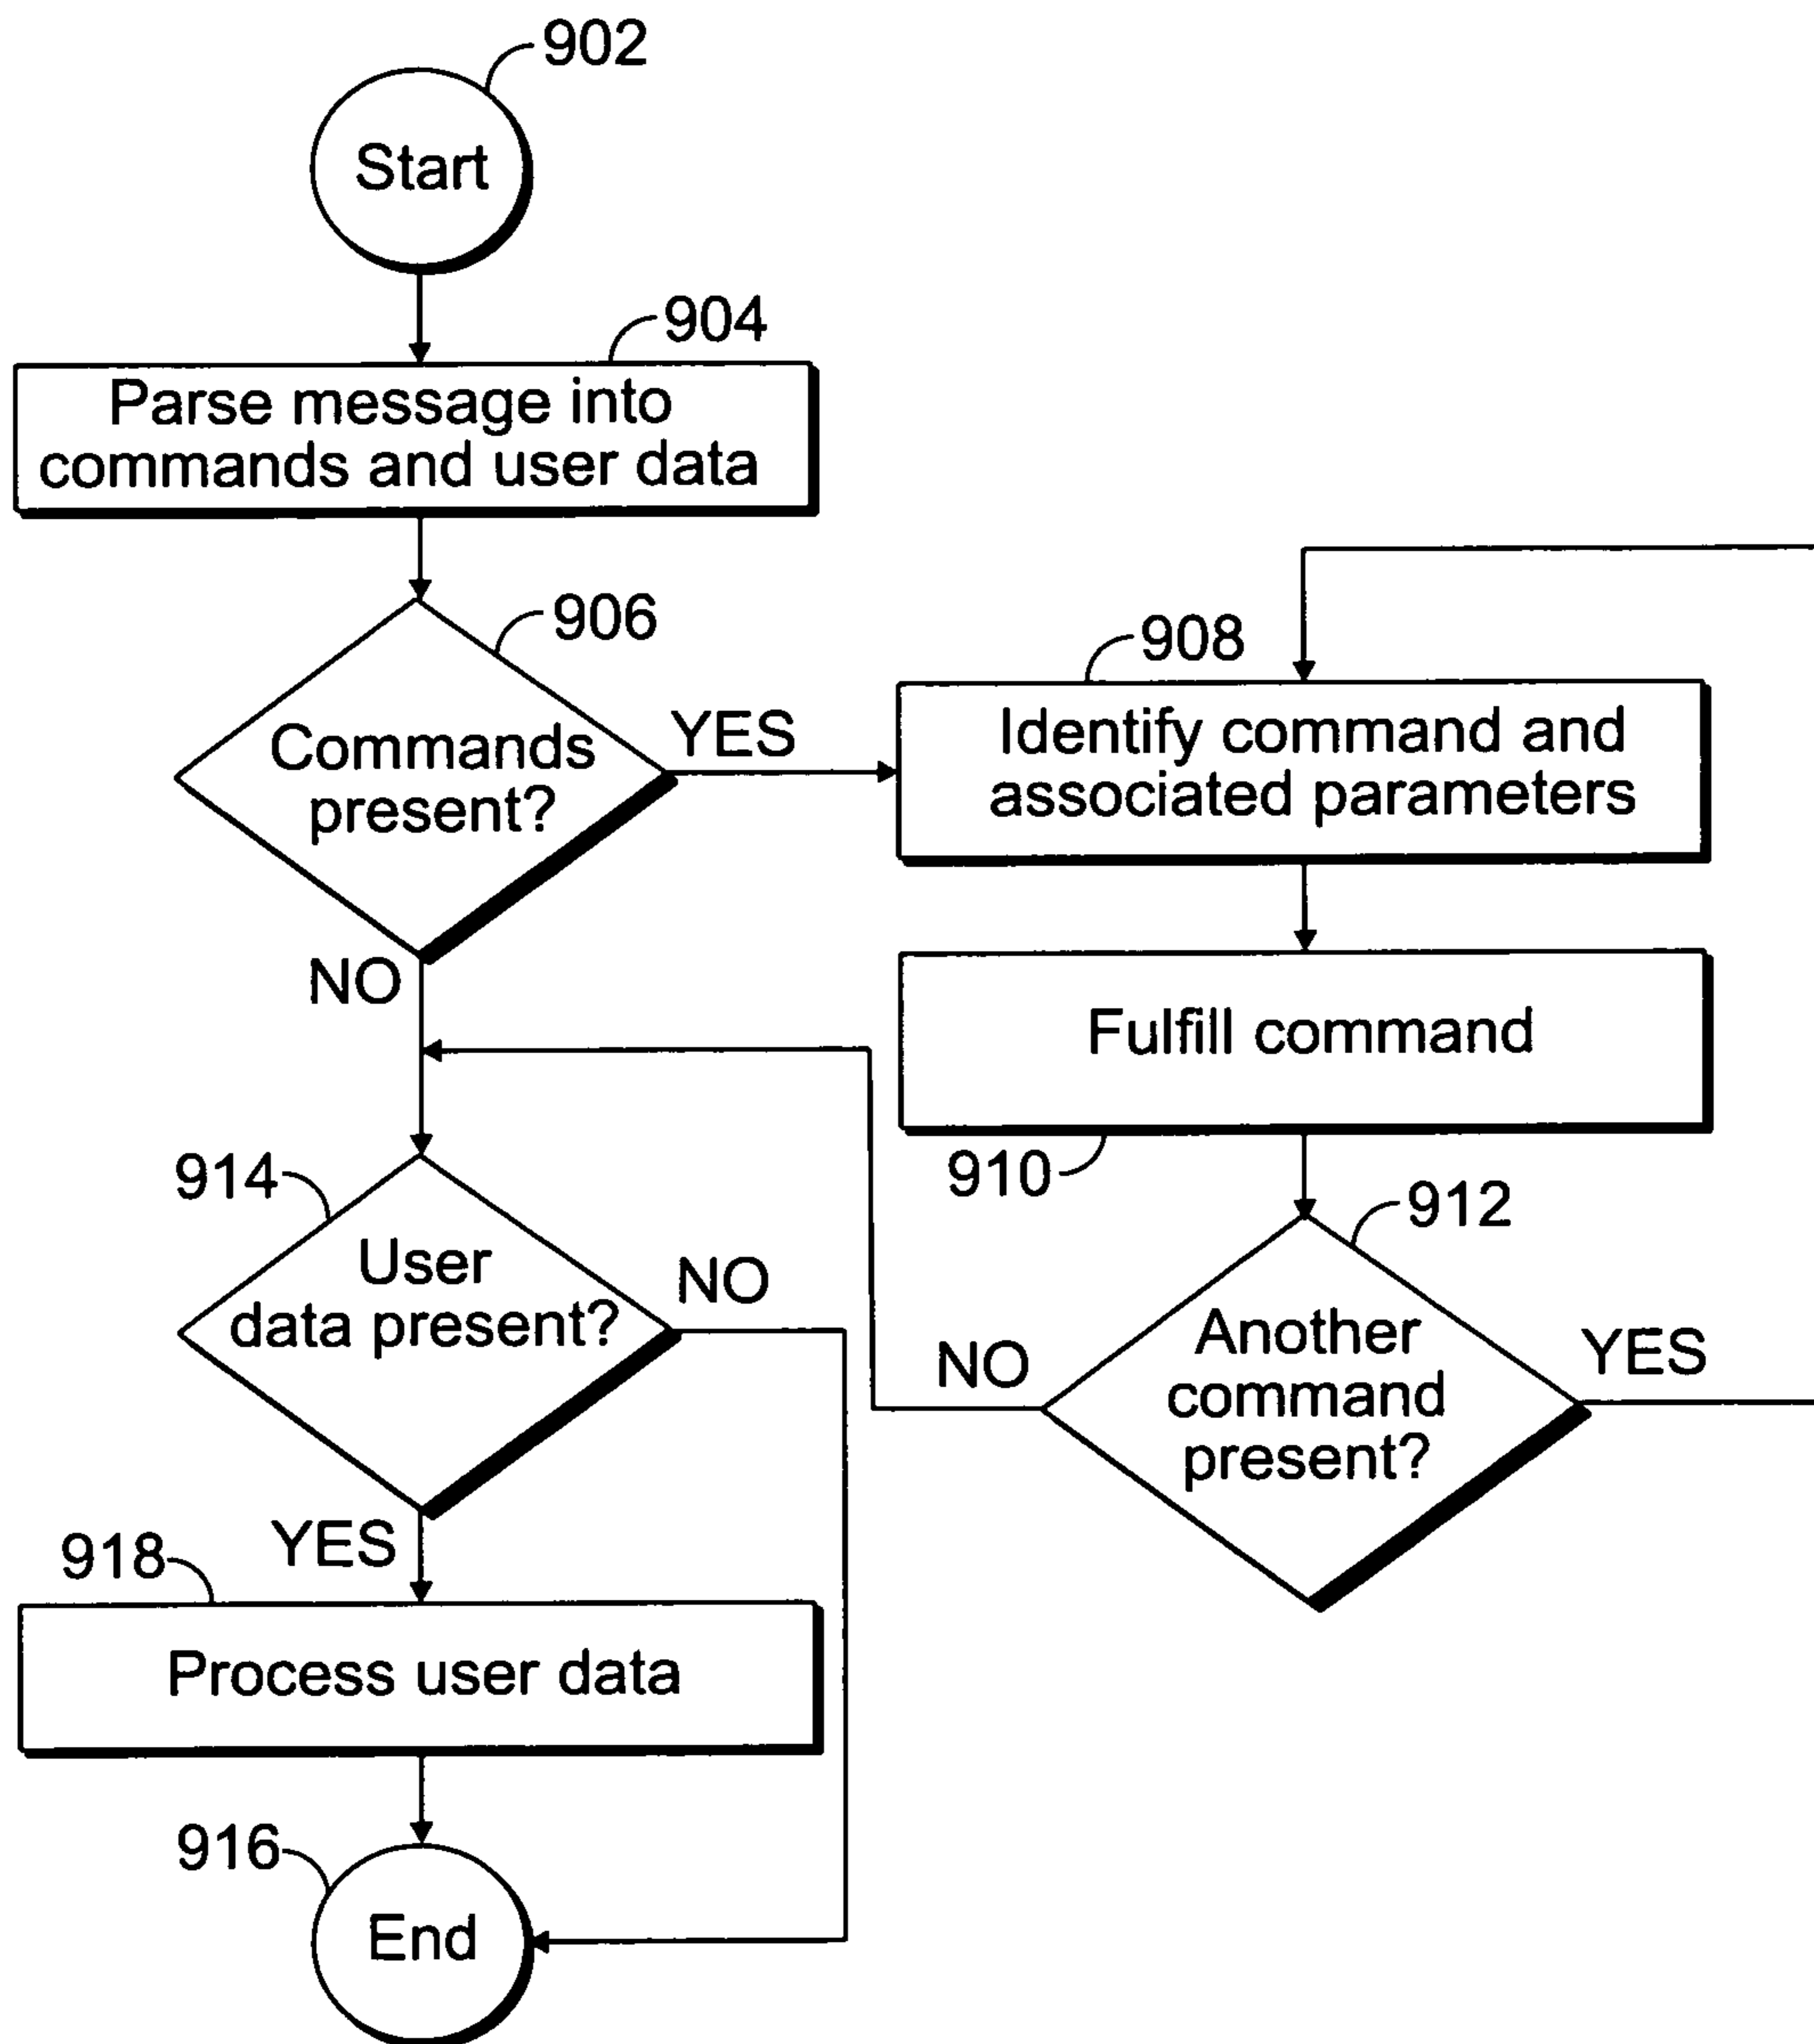 902
Start
904
Parse message into
commands and user data
906
Commands
present?
YES
NO
908
Identify command and
associated parameters
Fulfill command
910
912
Another
command
present?
NO
YES
914
User
data present?
NO
YES
918
Process user data
916
End